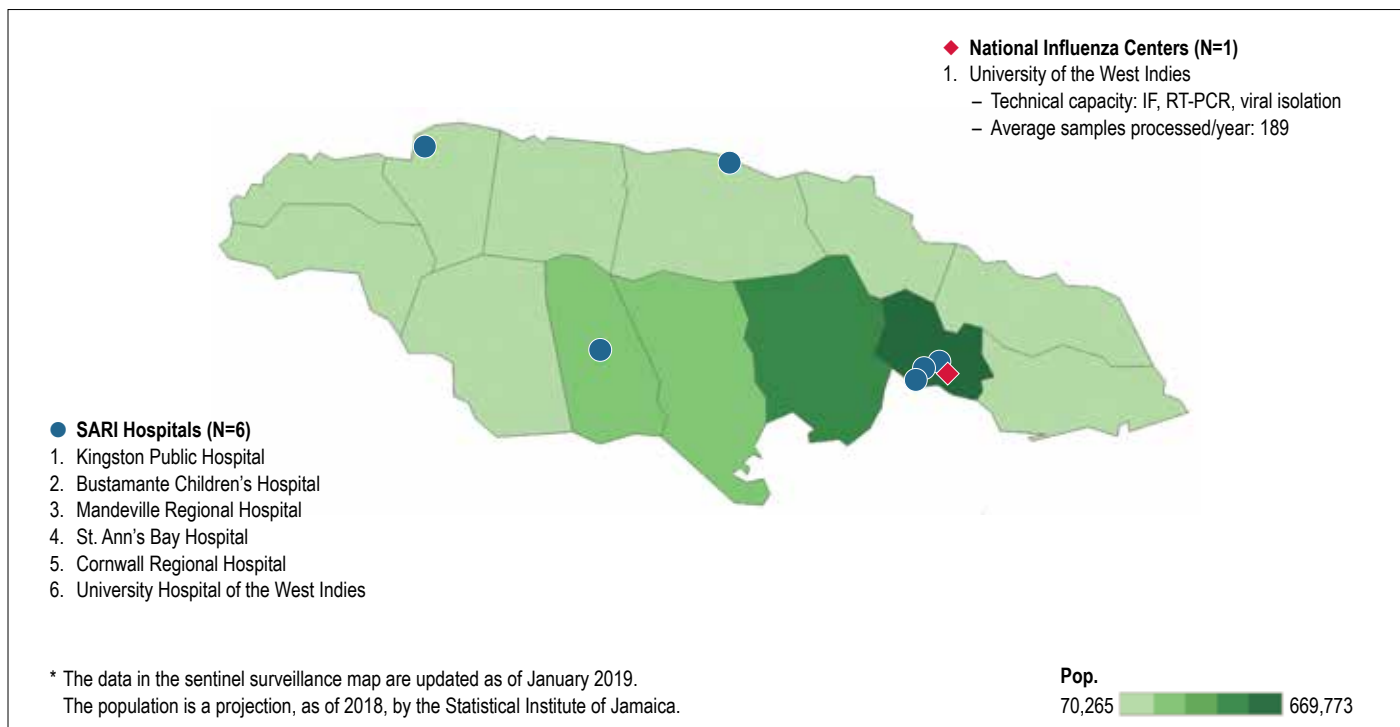 National Influenza Centers (N=1)
1. University of the West Indies
– Technical capacity: IF, RT-PCR, viral isolation
– Average samples processed/year: 189
SARI Hospitals (N=6)
1. Kingston Public Hospital
2. Bustamante Children’s Hospital
3. Mandeville Regional Hospital
4. St. Ann’s Bay Hospital
5. Cornwall Regional Hospital
6. University Hospital of the West Indies
* The data in the sentinel surveillance map are updated as of January 2019.
The population is a projection, as of 2018, by the Statistical Institute of Jamaica.
Pop.
70,265 669,773